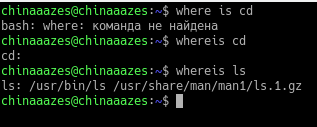 chinaaazes@chinaaazes:~$ where is cd
bash: where: команда не найдена
chinaaazes@chinaaazes:~$ whereis cd
cd:
chinaaazes@chinaaazes:~$ whereis ls
ls: /usr/bin/ls /usr/share/man/man1/ls.1.gz
chinaaazes@chinaaazes:~$